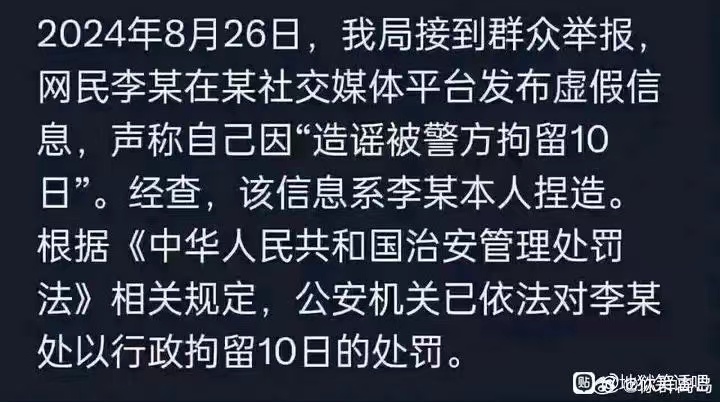 2024年8月26日，我局接到群众举报，
网民李某在某社交媒体平台发布虚假信
息，声称自己因“造谣被警方拘留10
日”。经查，该信息系李某本人捏造。
根据《中华人民共和国治安管理处罚
法》相关规定，公安机关已依法对李某
处以行政拘留10日的处罚。